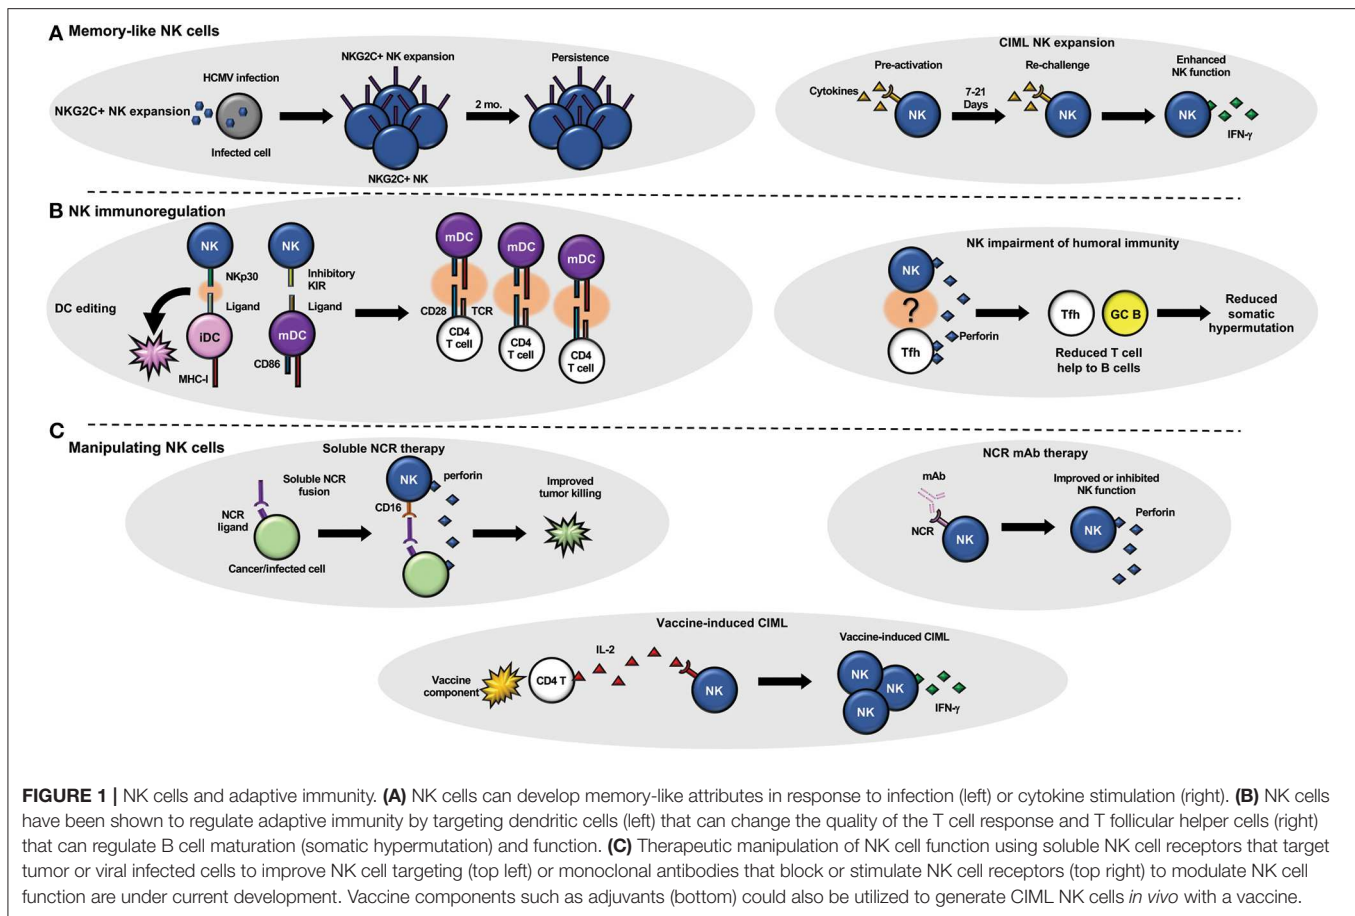 A Memory-like NK cells
NKG2C+ NK expansion
HCMV infection
Infected cell
NKG2C+ NK expansion
NKG2C+ NK
2 mo.
Persistence
CIML NK expansion
Pre-activation
Cytokines
NK
7-21
Days
Re-challenge
NK
Enhanced
NK function
NK
IFN-γ
B NK immunoregulation
DC editing
NK
NKp30
Ligand
iDC
MHC-I
NK
Inhibitory
KIR
Ligand
mDC
CD86
mDC
CD28
TCR
CD4
T cell
mDC
CD4
T cell
mDC
CD4
T cell
NK impairment of humoral immunity
NK
?
Perforin
Tfh
Tfh
GC B
Reduced T cell
help to B cells
Reduced
somatic
hypermutation
C
Manipulating NK cells
Soluble NCR therapy
Soluble NCR
fusion
NCR
ligand
Cancer/infected cell
NK
perforin
CD16
Improved
tumor killing
NCR mAb therapy
mAb
NCR
NK
Improved or inhibited
NK function
NK
Perforin
Vaccine-induced CIML
Vaccine
component
CD4 T
IL-2
NK
Vaccine-induced CIML
NK
NK
NK
IFN-γ
FIGURE 1 | NK cells and adaptive immunity. (A) NK cells can develop memory-like attributes in response to infection (left) or cytokine stimulation (right). (B) NK cells
have been shown to regulate adaptive immunity by targeting dendritic cells (left) that can change the quality of the T cell response and T follicular helper cells (right)
that can regulate B cell maturation (somatic hypermutation) and function. (C) Therapeutic manipulation of NK cell function using soluble NK cell receptors that target
tumor or viral infected cells to improve NK cell targeting (top left) or monoclonal antibodies that block or stimulate NK cell receptors (top right) to modulate NK cell
function are under current development. Vaccine components such as adjuvants (bottom) could also be utilized to generate CIML NK cells in vivo with a vaccine.